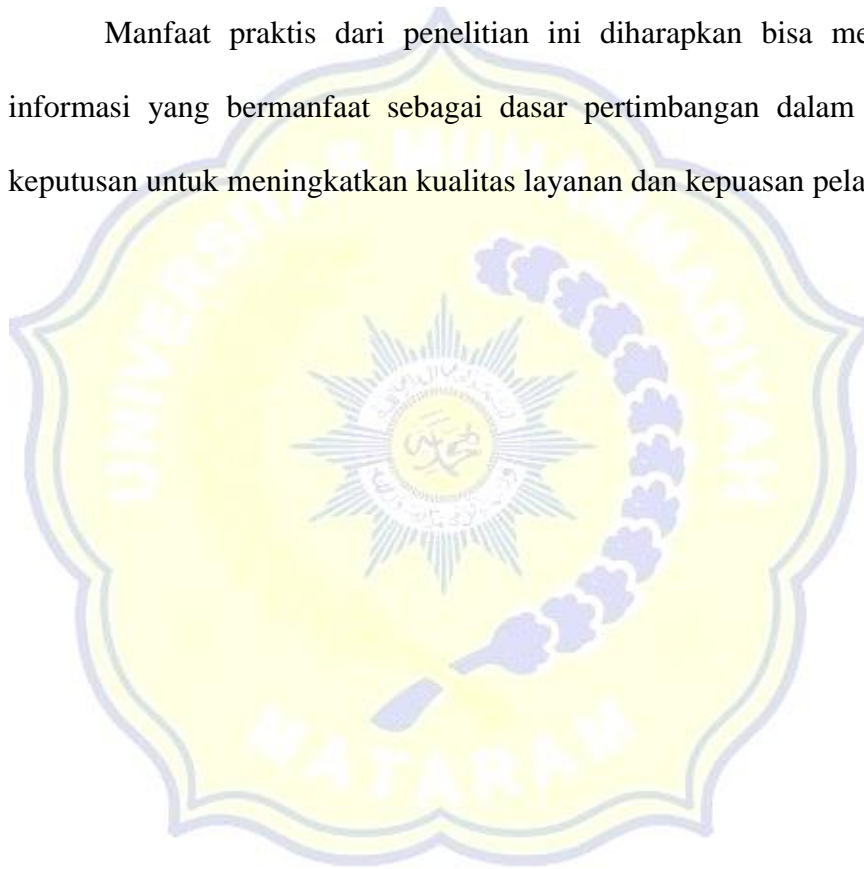 Manfaat praktis dari penelitian ini diharapkan bisa me
informasi yang bermanfaat sebagai dasar pertimbangan dalam
keputusan untuk meningkatkan kualitas layanan dan kepuasan pela
UNIVERSITAS MUHAMMADIYAH
MATARAM